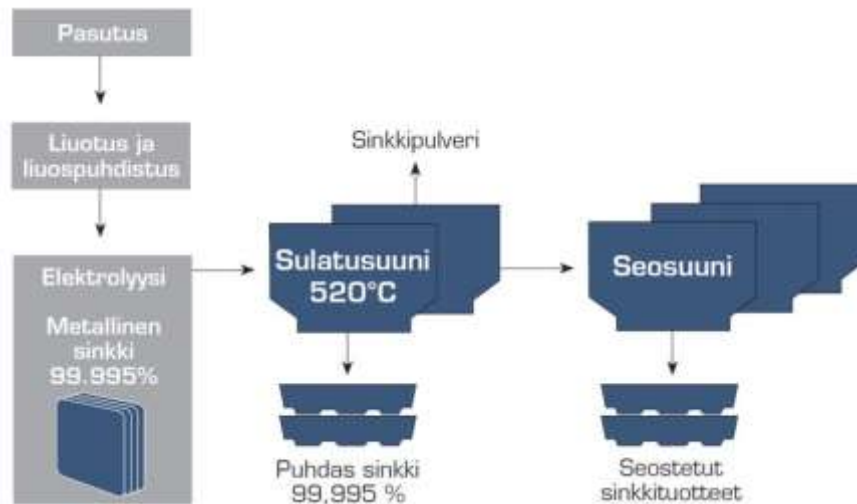 Pasutus
Liuotus ja
liuospuhdistus
Elektrolyysi
Metallinen
sinkki
99.995%
Sinkkipulveri
Sulatusuuni
520°C
Puhdas sinkki
99,995 %
Seosuuni
Seostetut
sinkkituotteet